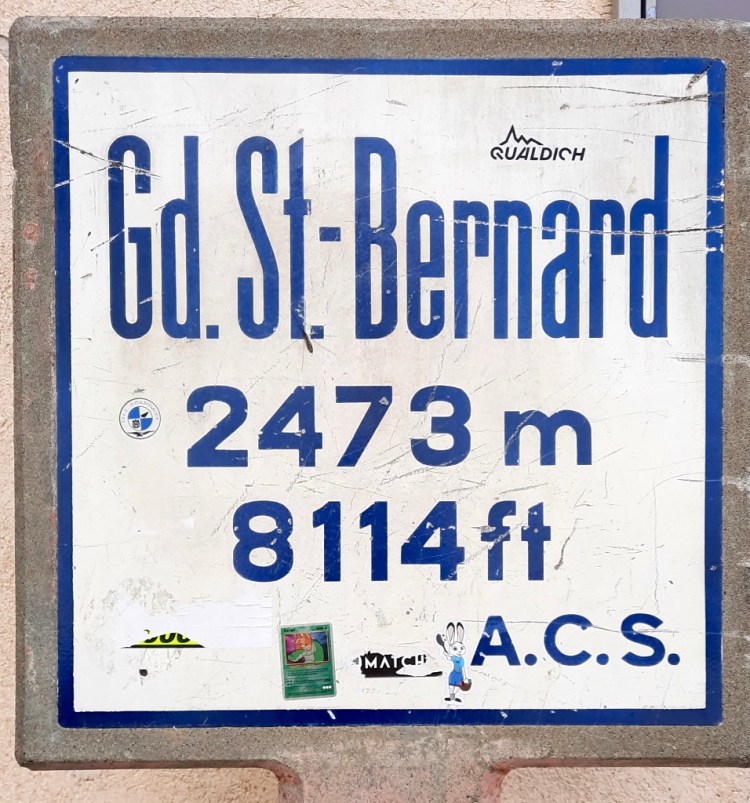 QUALDICH
Gd. St.-Bernard
2473 m
8114 ft
A.C.S.
MATCH